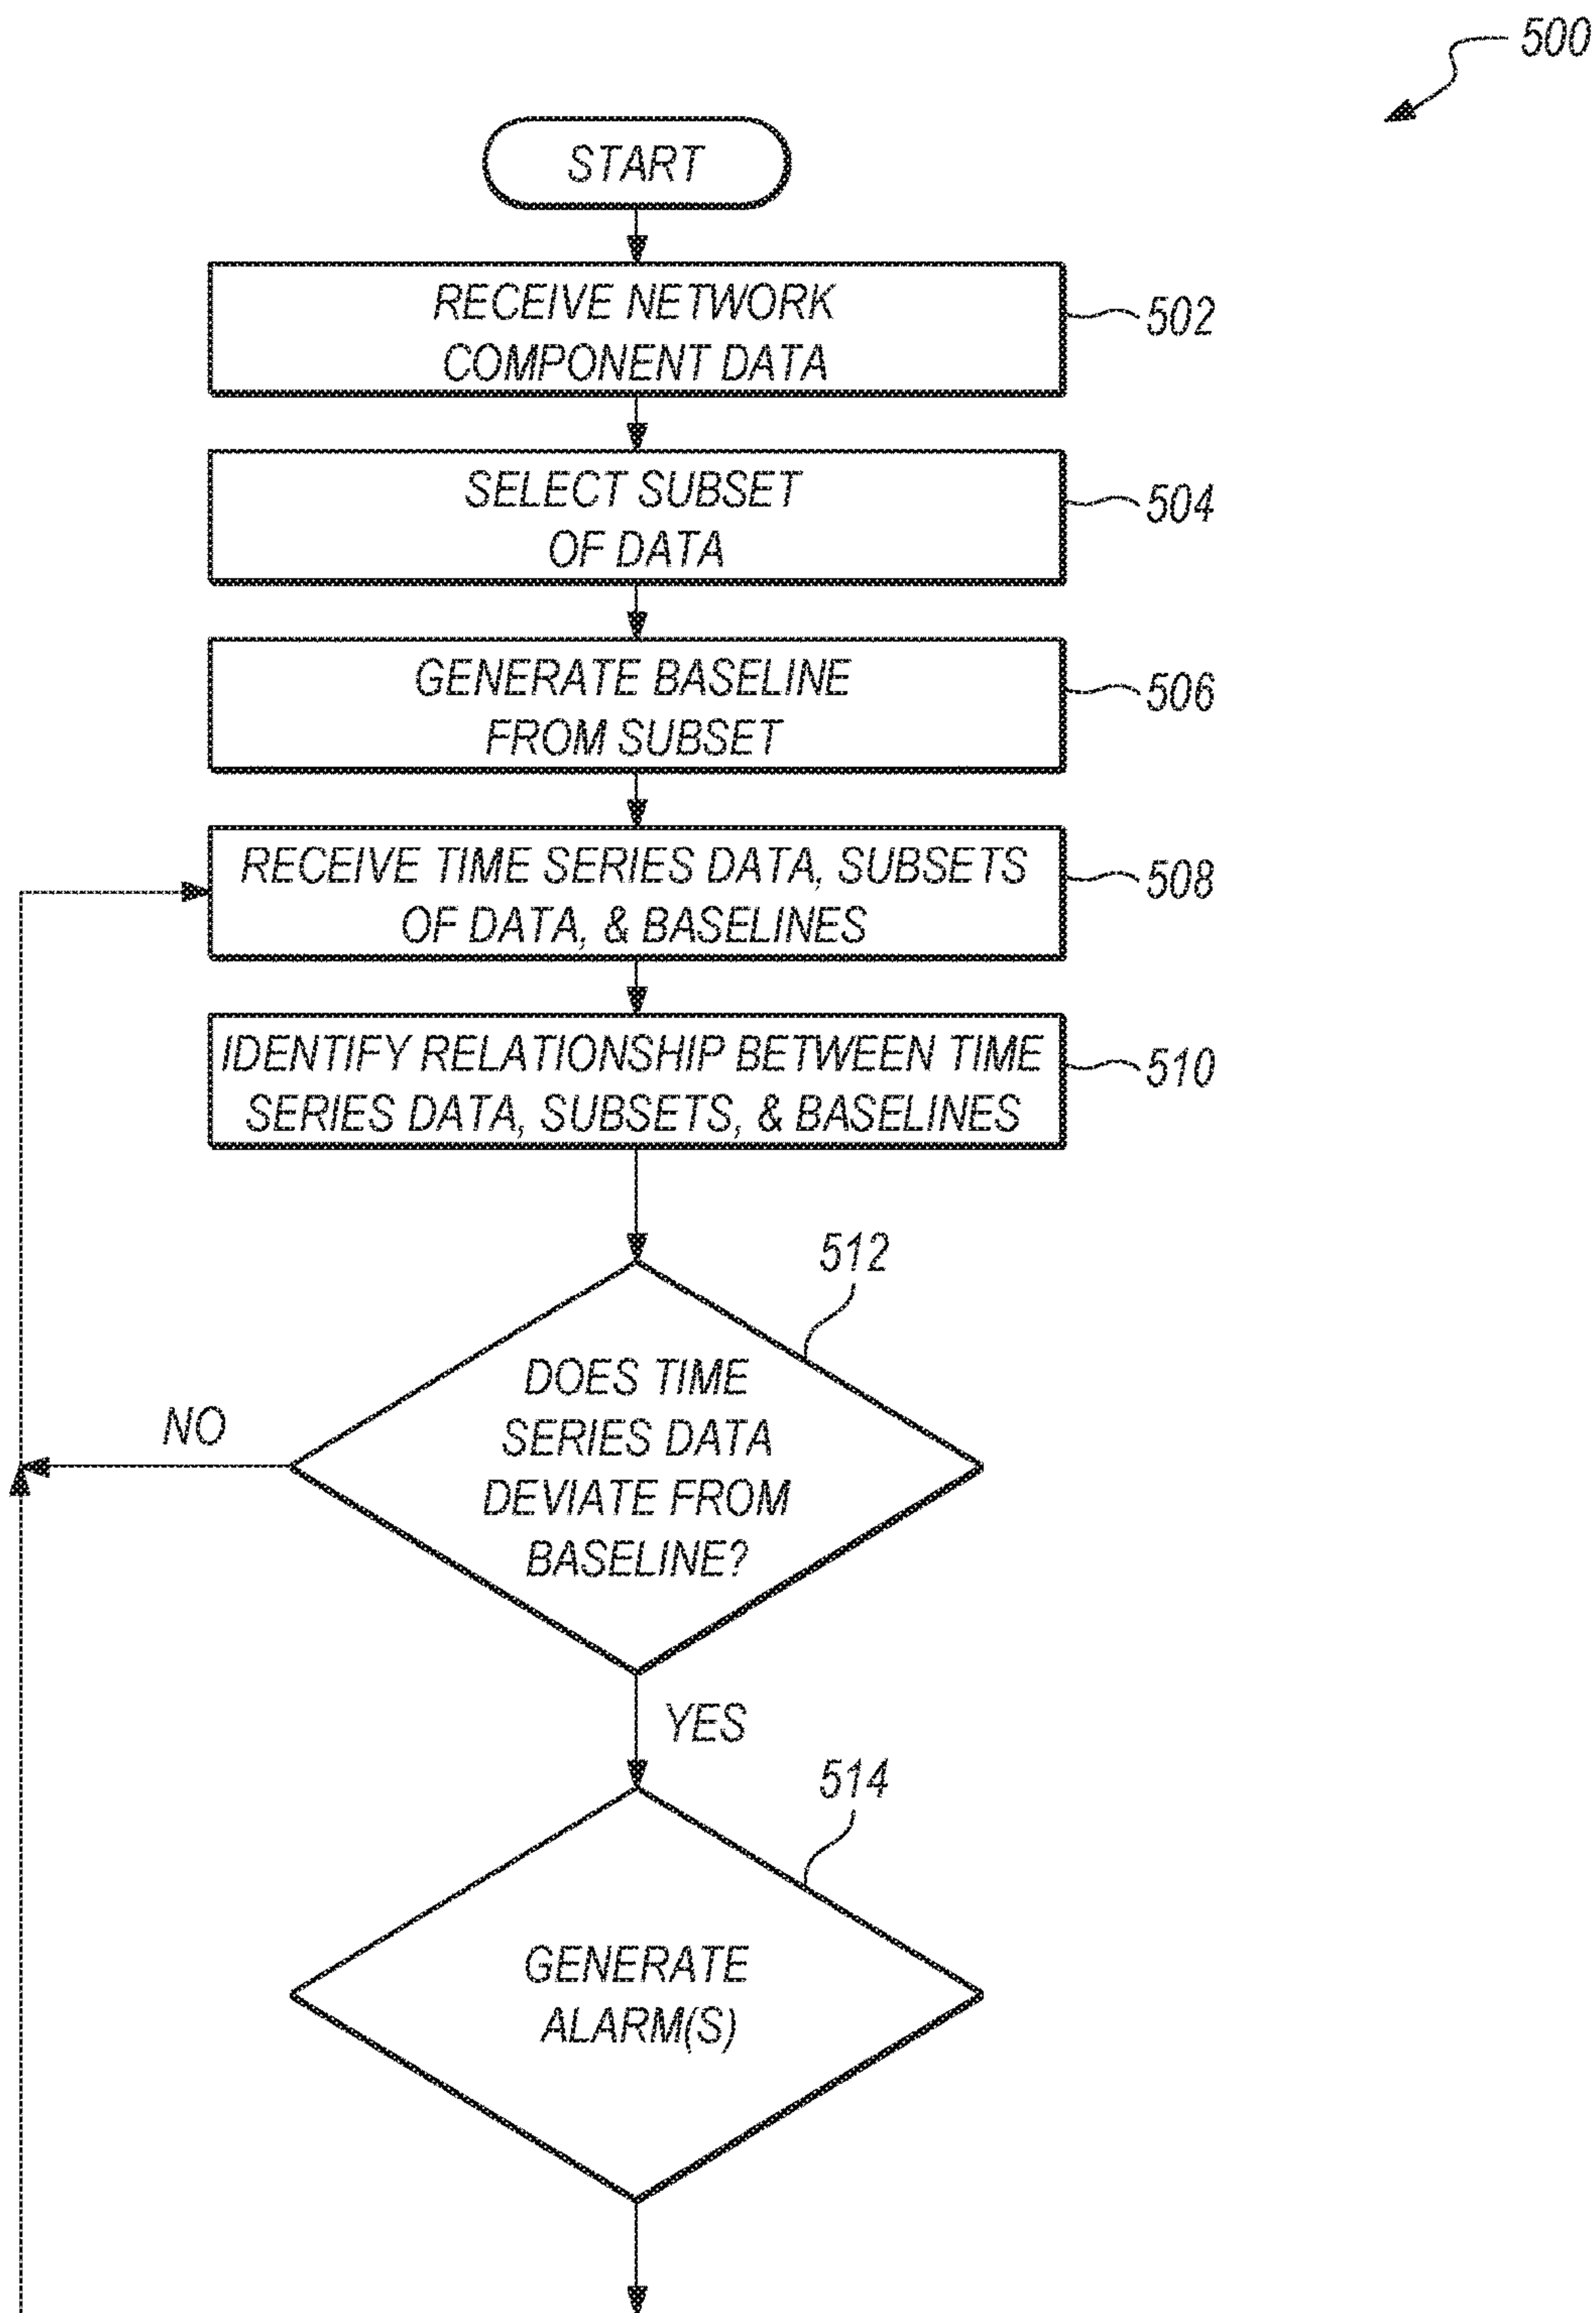 500
START
RECEIVE NETWORK
COMPONENT DATA
502
SELECT SUBSET
OF DATA
504
GENERATE BASELINE
FROM SUBSET
506
RECEIVE TIME SERIES DATA, SUBSETS
OF DATA, & BASELINES
508
IDENTIFY RELATIONSHIP BETWEEN TIME
SERIES DATA, SUBSETS, & BASELINES
510
512
DOES TIME
SERIES DATA
DEVIATE FROM
BASELINE?
NO
YES
514
GENERATE
ALARM(S)